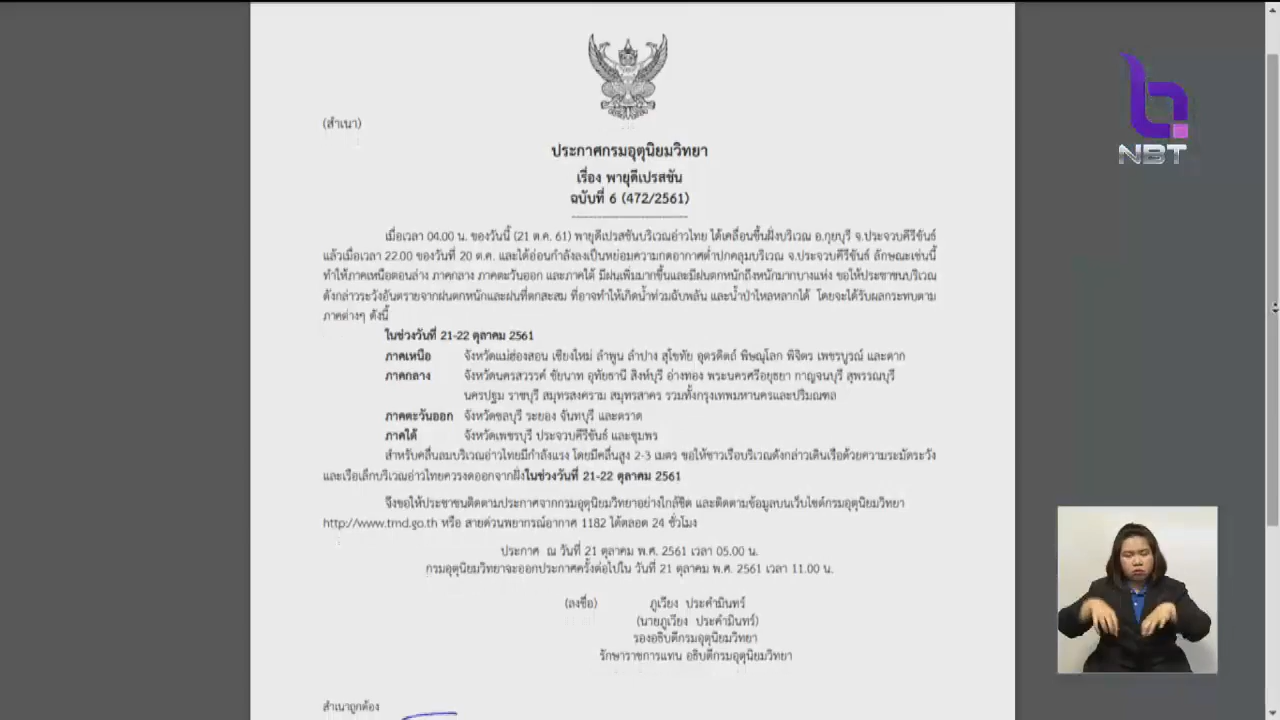 (สำเนา)
ประกาศกรมอุตุนิยมวิทยา
เรื่อง พายุดีเปรสชัน
ฉบับที่ 6 (472/2561)
เมื่อเวลา 04.00 น. ของวันนี้ (21 ต.ค. 61) พายุดีเปรสชันบริเวณอ่าวไทย ได้เคลื่อนขึ้นฝั่งบริเวณ อ.กุยบุรี จ.ประจวบคีรีขันธ์
แล้วเมื่อเวลา 22.00 ของวันที่ 20 ต.ค. และได้อ่อนกำลังลงเป็นหย่อมความกดอากาศต่ำปกคลุมบริเวณ จ.ประจวบคีรีขันธ์ ลักษณะเช่นนี้
ทำให้ภาคเหนือตอนล่าง ภาคกลาง ภาคตะวันออก และภาคใต้ มีฝนเพิ่มมากขึ้นและมีฝนตกหนักถึงหนักมากบางแห่ง ขอให้ประชาชนบริเวณ
ดังกล่าวระวังอันตรายจากฝนตกหนักและฝนที่ตกสะสม ที่อาจทำให้เกิดน้ำท่วมฉับพลัน และน้ำป่าไหลหลากได้ โดยจะได้รับผลกระทบตาม
ภาคต่างๆ ดังนี้
ในช่วงวันที่ 21-22 ตุลาคม 2561
ภาคเหนือ จังหวัดแม่ฮ่องสอน เชียงใหม่ ลำพูน ลำปาง สุโขทัย อุตรดิตถ์ พิษณุโลก พิจิตร เพชรบูรณ์ และตาก
ภาคกลาง จังหวัดนครสวรรค์ ชัยนาท อุทัยธานี สิงห์บุรี อ่างทอง พระนครศรีอยุธยา กาญจนบุรี สุพรรณบุรี
นครปฐม ราชบุรี สมุทรสงคราม สมุทรสาคร รวมทั้งกรุงเทพมหานครและปริมณฑล
ภาคตะวันออก จังหวัดชลบุรี ระยอง จันทบุรี และตราด
ภาคใต้ จังหวัดเพชรบุรี ประจวบคีรีขันธ์ และชุมพร
สำหรับคลื่นลมบริเวณอ่าวไทยมีกำลังแรง โดยมีคลื่นสูง 2-3 เมตร ขอให้ชาวเรือบริเวณดังกล่าวเดินเรือด้วยความระมัดระวัง
และเรือเล็กบริเวณอ่าวไทยควรงดออกจากฝั่งในช่วงวันที่ 21-22 ตุลาคม 2561
จึงขอให้ประชาชนติดตามประกาศจากกรมอุตุนิยมวิทยาอย่างใกล้ชิด และติดตามข้อมูลบนเว็บไซต์กรมอุตุนิยมวิทยา
http://www.tmd.go.th หรือ สายด่วนพยากรณ์อากาศ 1182 ได้ตลอด 24 ชั่วโมง
ประกาศ ณ วันที่ 21 ตุลาคม พ.ศ. 2561 เวลา 05.00 น.
กรมอุตุนิยมวิทยาจะออกประกาศครั้งต่อไปใน วันที่ 21 ตุลาคม พ.ศ. 2561 เวลา 11.00 น.
(ลงชื่อ) ภูเวียง ประคำมินทร์
(นายภูเวียง ประคำมินทร์)
รองอธิบดีกรมอุตุนิยมวิทยา
รักษาราชการแทน อธิบดีกรมอุตุนิยมวิทยา
สำเนาถูกต้อง
NBT